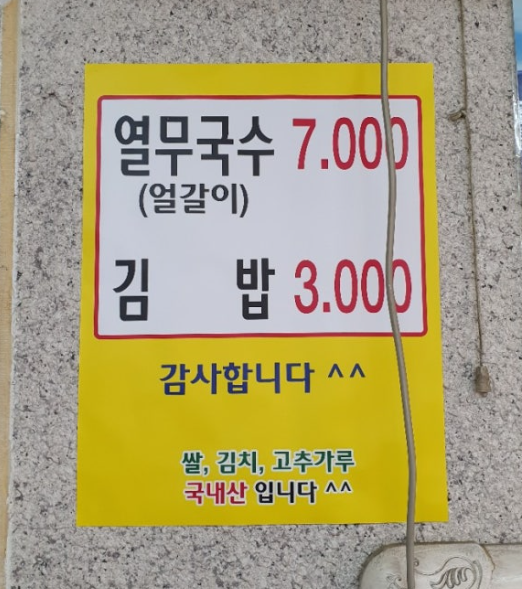 열무국수 7.000
(얼갈이)
김 밥 3.000
감사합니다 ^^
쌀, 김치, 고추가루
국내산 입니다 ^^